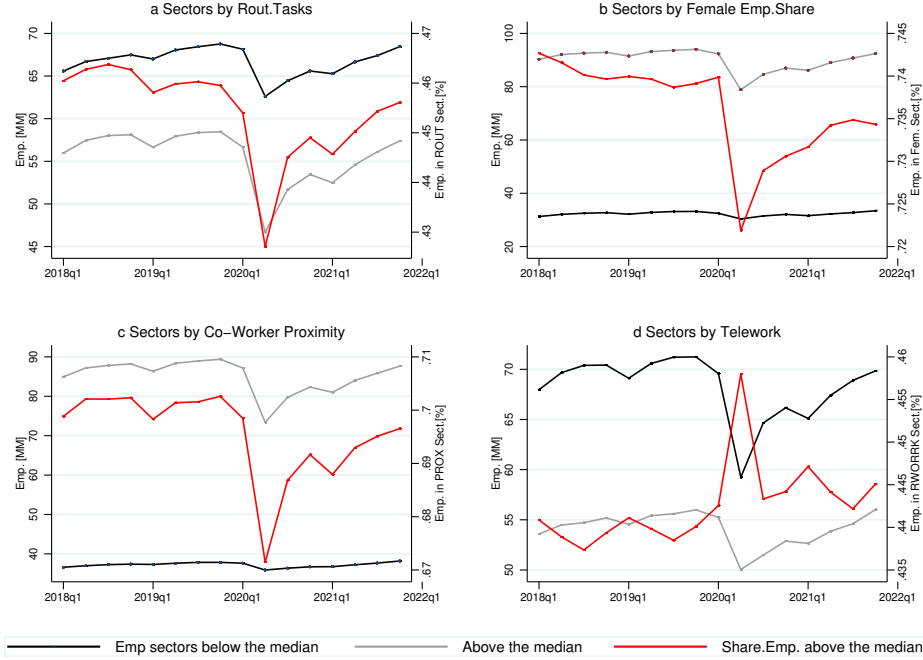 a Sectors by Rout.Tasks
70
65
60
55
50
45
Emp. [MM]
.47
.46
.45
.44
.43
Emp. in ROUT Sect.[%]
2018q1 2019q1 2020q1 2021q1 2022q1
b Sectors by Female Emp.Share
100
80
60
40
20
Emp. [MM]
.745
.74
.735
.73
.724
.72
Emp. in Fem. Sect.[%]
2018q1 2019q1 2020q1 2021q1 2022q1
c Sectors by Co-Worker Proximity
90
80
70
60
50
40
Emp. [MM]
.71
.7
.69
.68
.67
Emp. in PROX Sect.[%]
2018q1 2019q1 2020q1 2021q1 2022q1
d Sectors by Telework
70
65
60
55
50
Emp. [MM]
.46
.455
.45
.445
.44
.435
Emp. in RWORRK Sect.[%]
2018q1 2019q1 2020q1 2021q1 2022q1
Emp sectors below the median Above the median Share.Emp. above the median